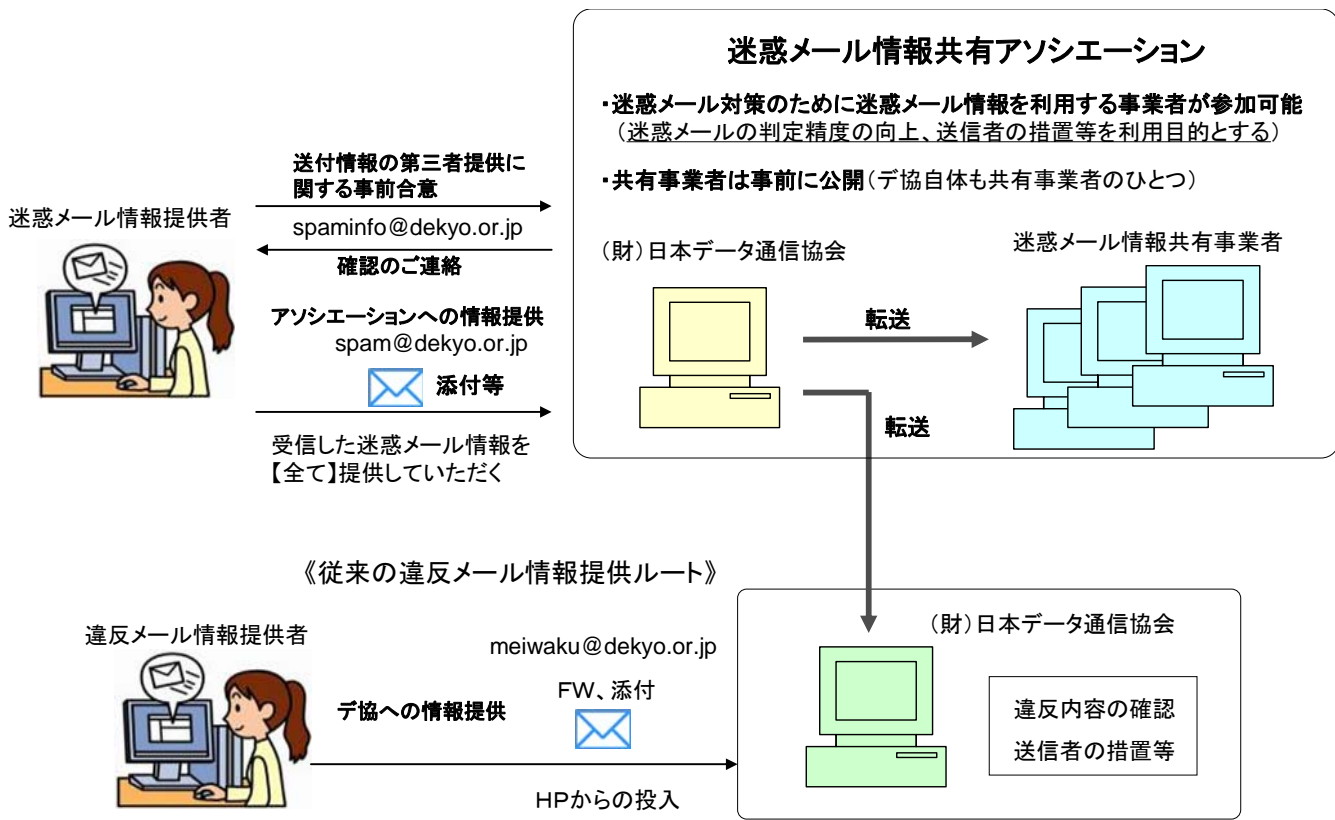 迷惑メール情報共有アソシエーション
・迷惑メール対策のために迷惑メール情報を利用する事業者が参加可能
（迷惑メールの判定精度の向上、送信者の措置等を利用目的とする）
・共有事業者は事前に公開（デ協自体も共有事業者のひとつ）
迷惑メール情報提供者
送付情報の第三者提供に
関する事前合意
spaminfo＠dekyo.or.jp
確認のご連絡
アソシエーションへの情報提供
spam＠dekyo.or.jp
添付等
受信した迷惑メール情報を
【全て】提供していただく
（財）日本データ通信協会
迷惑メール情報共有事業者
転送
転送
《従来の違反メール情報提供ルート》
違反メール情報提供者
meiwaku＠dekyo.or.jp
FW、添付
デ協への情報提供
HPからの投入
（財）日本データ通信協会
違反内容の確認
送信者の措置等